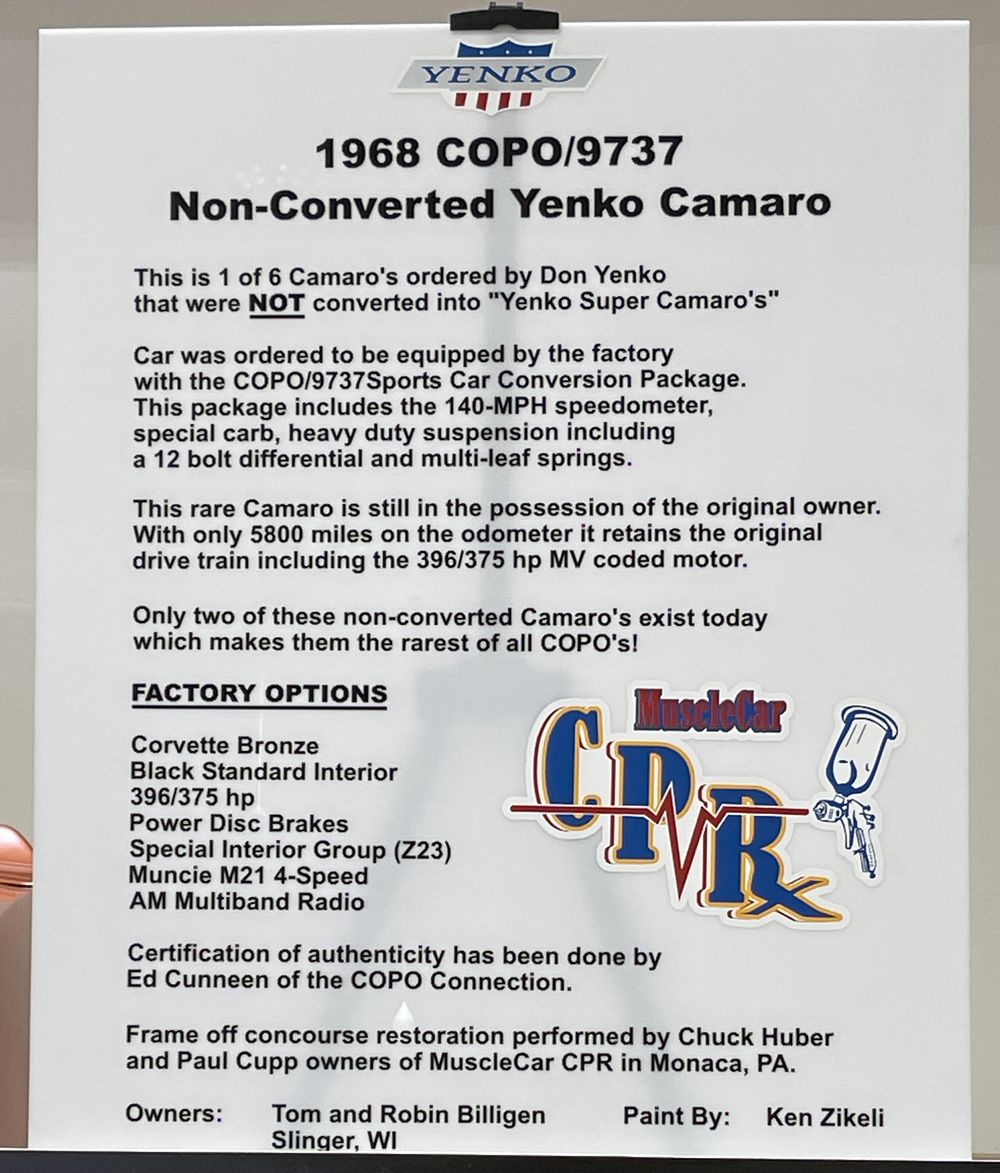 YENKO
1968 COPO/9737
Non-Converted Yenko Camaro
This is 1 of 6 Camaro's ordered by Don Yenko
that were NOT converted into "Yenko Super Camaro's"
Car was ordered to be equipped by the factory
with the COPO/9737Sports Car Conversion Package.
This package includes the 140-MPH speedometer,
special carb, heavy duty suspension including
a 12 bolt differential and multi-leaf springs.
This rare Camaro is still in the possession of the original owner.
With only 5800 miles on the odometer it retains the original
drive train including the 396/375 hp MV coded motor.
Only two of these non-converted Camaro's exist today
which makes them the rarest of all COPO's!
FACTORY OPTIONS
Corvette Bronze
Black Standard Interior
396/375 hp
Power Disc Brakes
Special Interior Group (Z23)
Muncie M21 4-Speed
AM Multiband Radio
MuscleCar
CPR
Certification of authenticity has been done by
Ed Cunneen of the COPO Connection.
Frame off concourse restoration performed by Chuck Huber
and Paul Cupp owners of MuscleCar CPR in Monaca, PA.
Owners: Tom and Robin Billigen Paint By: Ken Zikeli
Slinger, WI